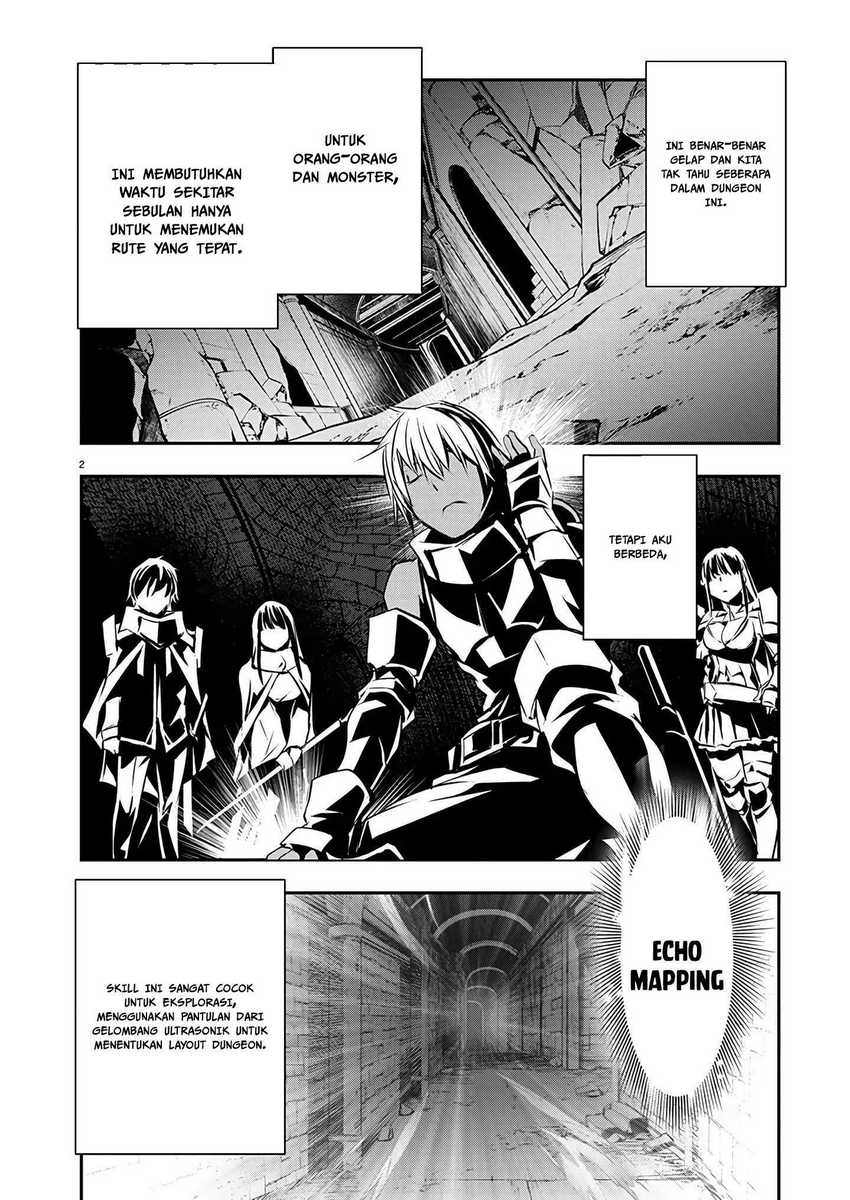 INI BENAR-BENAR
GELAP DAN KITA
TAK TAHU SEBERAPA
DALAM DUNGEON
INI.
UNTUK
ORANG-ORANG
DAN MONSTER,
INI MEMBUTUHKAN
WAKTU SEKITAR
SEBULAN HANYA
UNTUK MENEMUKAN
RUTE YANG TEPAT.
2
TETAPI AKU
BERBEDA,
ECHO
MAPPING
SKILL INI SANGAT COCOK
UNTUK EKSPLORASI,
MENGGUNAKAN PANTULAN DARI
GELOMBANG ULTRASONIK UNTUK
MENENTUKAN LAYOUT DUNGEON.